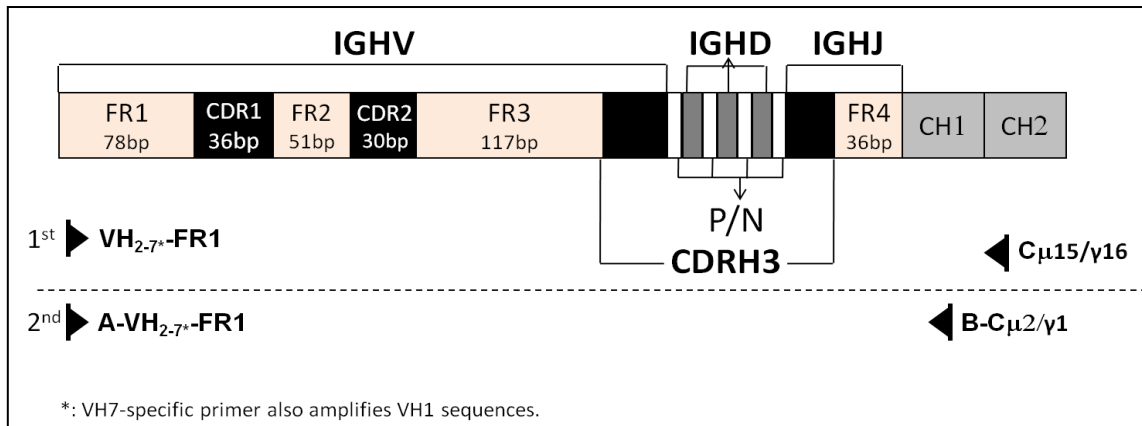 IGHV IGHD IGHJ
FR1 CDR1 FR2 CDR2 FR3 FR4 CH1 CH2
78bp 36bp 51bp 30bp 117bp 36bp
P/N
CDRH3
1st VH2-7*-FR1 Cμ15/γ16
2nd A-VH2-7*-FR1 B-Cμ2/γ1
*: VH7-specific primer also amplifies VH1 sequences.